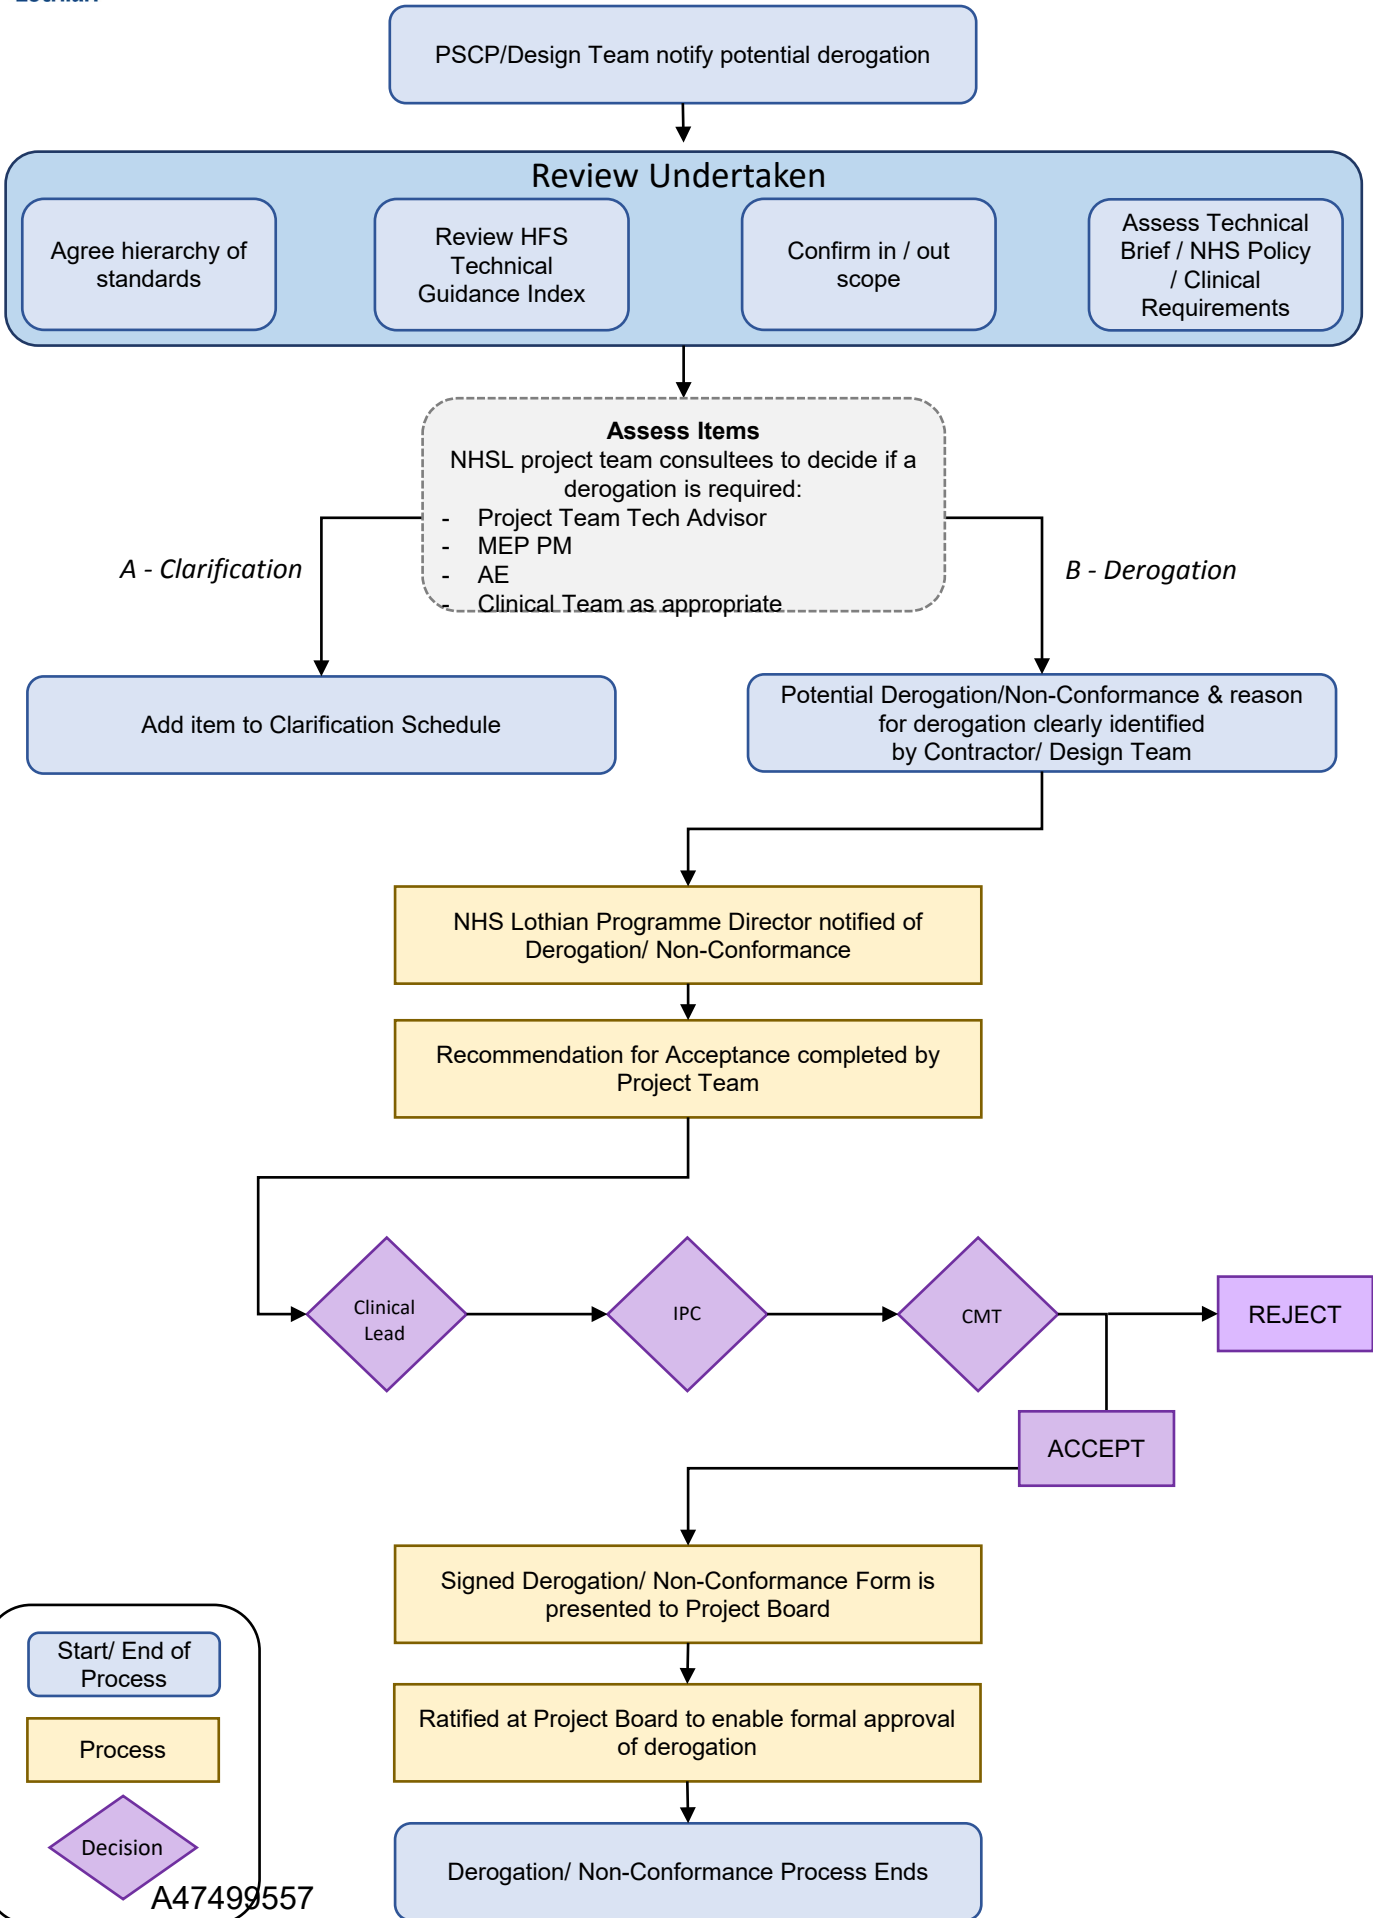 PSCP/Design Team notify potential derogation
Review Undertaken
Agree hierarchy of
standards
Review HFS
Technical
Guidance Index
Confirm in / out
scope
Assess Technical
Brief / NHS Policy
/ Clinical
Requirements
Assess Items
NHSL project team consultees to decide if a
derogation is required:
- Project Team Tech Advisor
- MEP PM
- AE
- Clinical Team as appropriate
A - Clarification
B - Derogation
Add item to Clarification Schedule
Potential Derogation/Non-Conformance & reason
for derogation clearly identified
by Contractor/ Design Team
NHS Lothian Programme Director notified of
Derogation/ Non-Conformance
Recommendation for Acceptance completed by
Project Team
Clinical
Lead
IPC
CMT
REJECT
ACCEPT
Signed Derogation/ Non-Conformance Form is
presented to Project Board
Ratified at Project Board to enable formal approval
of derogation
Derogation/ Non-Conformance Process Ends
Start/ End of
Process
Process
Decision
A47499557